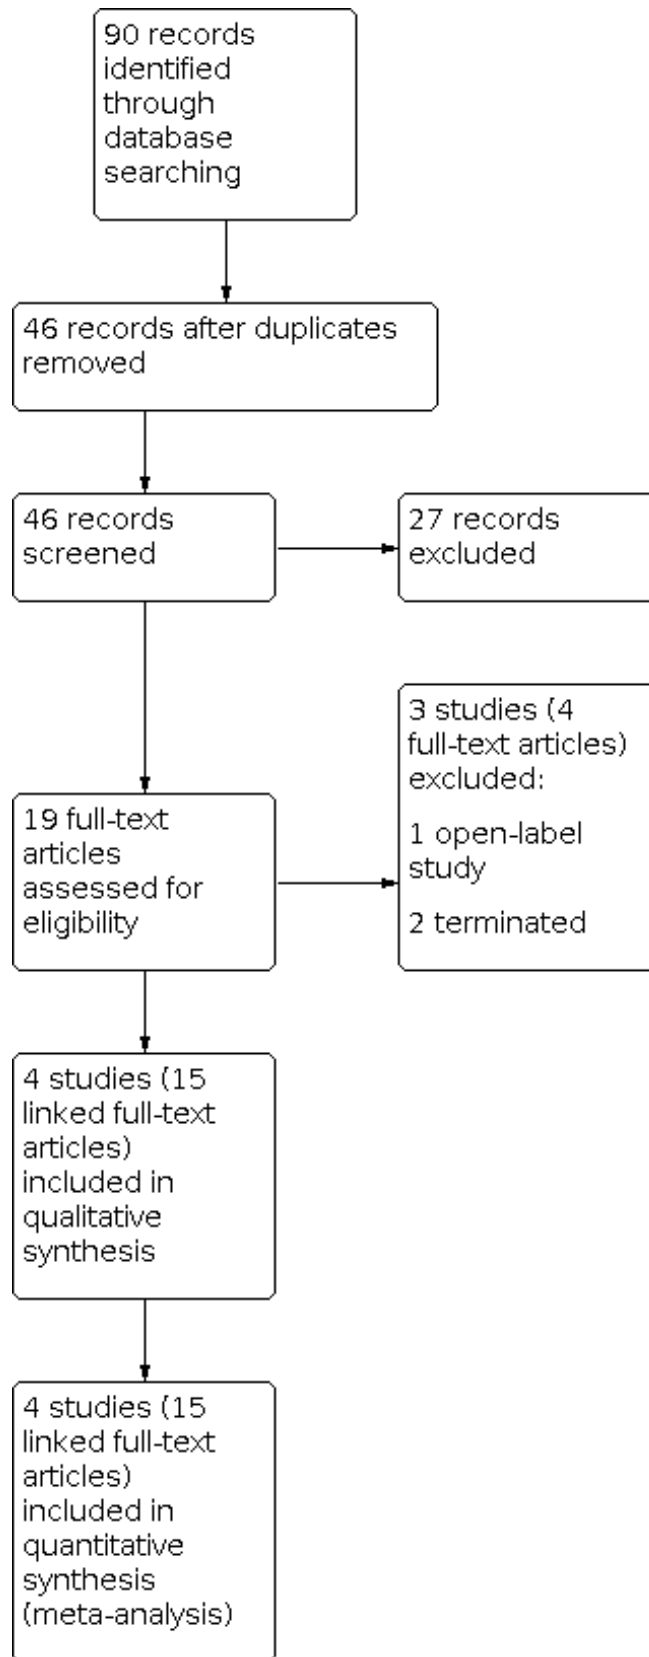 90 records
identified
through
database
searching
46 records after duplicates
removed
46 records
screened
27 records
excluded
3 studies (4
full-text articles)
excluded:
1 open-label
study
2 terminated
19 full-text
articles
assessed for
eligibility
4 studies (15
linked full-text
articles)
included in
qualitative
synthesis
4 studies (15
linked full-text
articles)
included in
quantitative
synthesis
(meta-analysis)